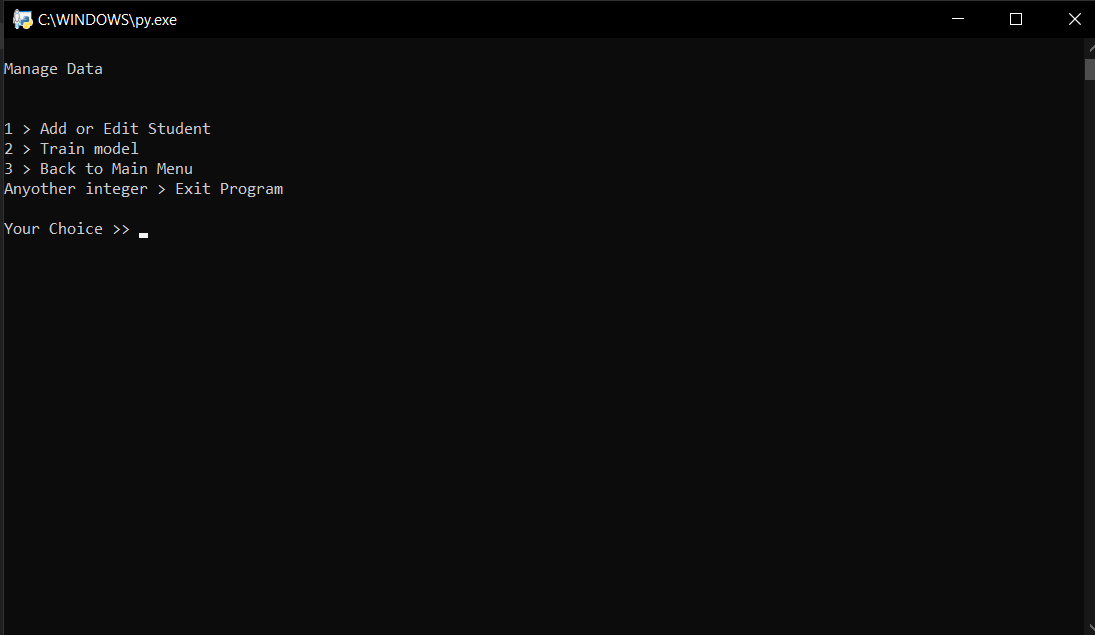 C:\WINDOWS\py.exe
Manage Data
1 > Add or Edit Student
2 > Train model
3 > Back to Main Menu
Anyother integer > Exit Program
Your Choice >>